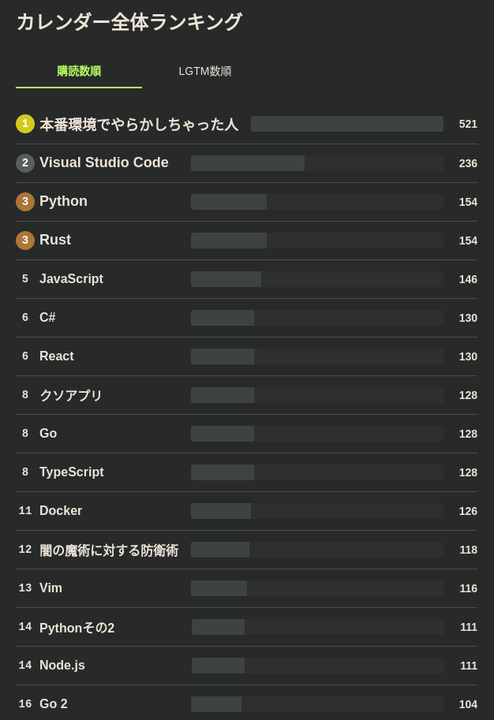 カレンダー全体ランキング
購読数順 LGTM数順
1 本番環境でやらかしちゃった人 521
2 Visual Studio Code 236
3 Python 154
3 Rust 154
5 JavaScript 146
6 C# 130
6 React 130
8 クソアプリ 128
8 Go 128
8 TypeScript 128
11 Docker 126
12 闇の魔術に対する防衛術 118
13 Vim 116
14 Pythonその2 111
14 Node.js 111
16 Go 2 104